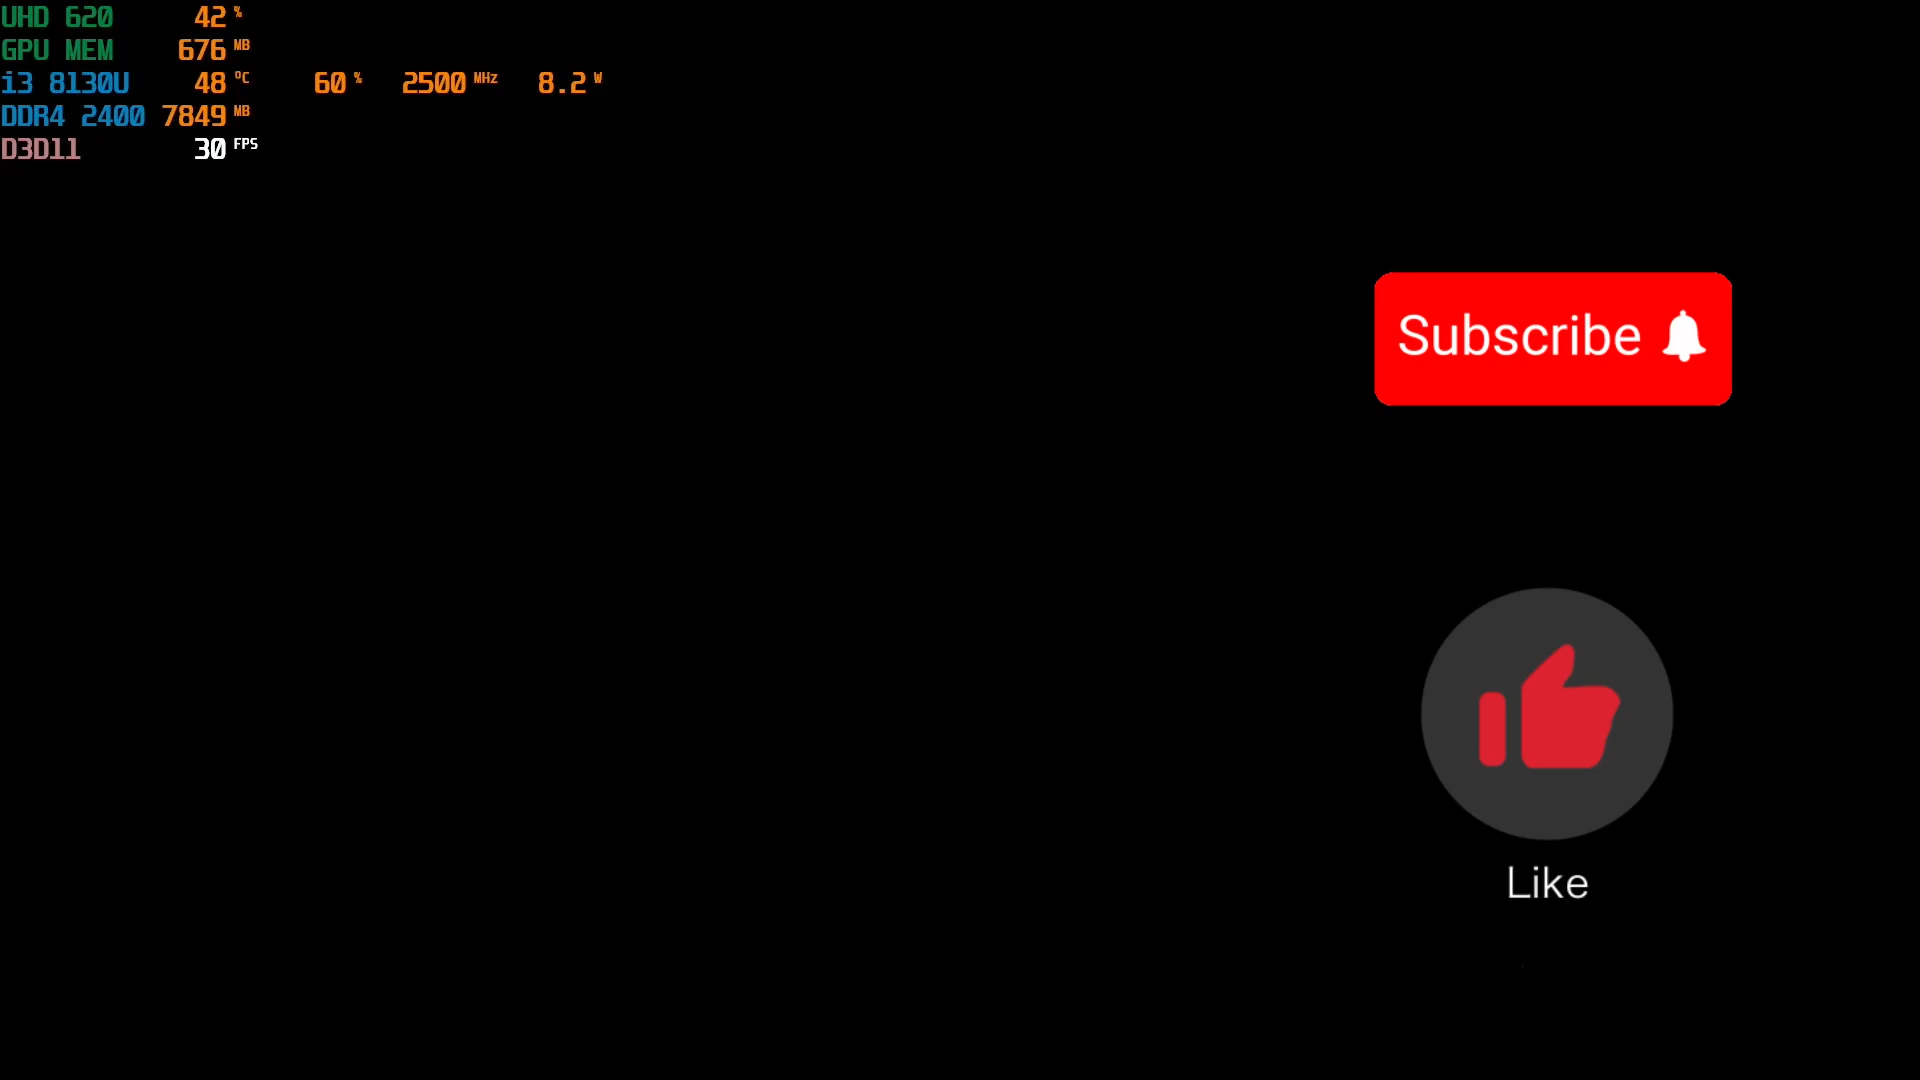 UHD 620 42 %
GPU MEM 676 MB
i3 8130U 48 °C 60 % 2500 MHz 8.2 W
DDR4 2400 7849 MB
D3D11 30 FPS
Subscribe
Like